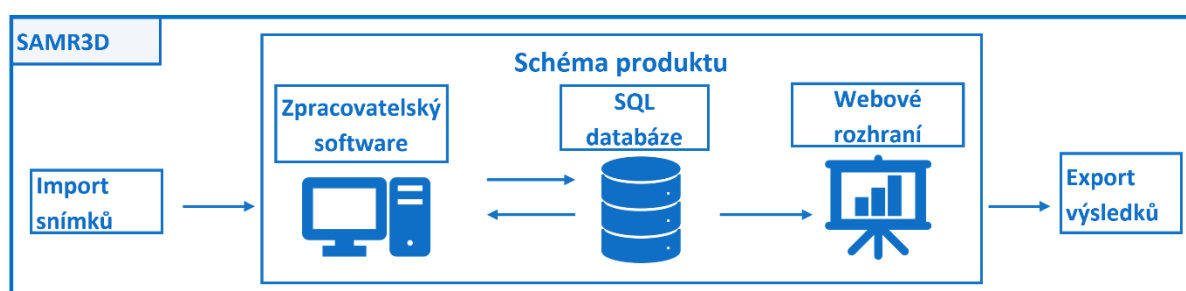 SAMR3D
Schéma produktu
Zpracovatelský
software
SQL
databáze
Webové
rozhraní
Import
snímků
Export
výsledků